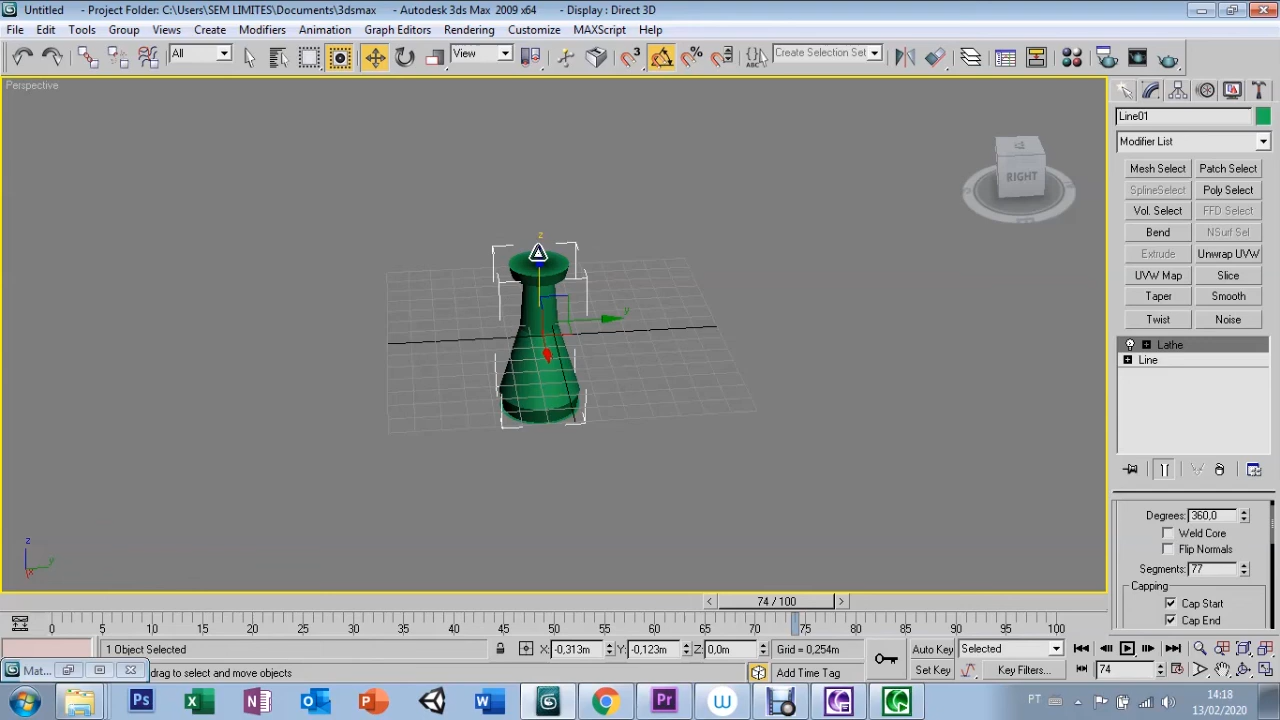 Untitled - Project Folder: C:\Users\SEM LIMITES\Documents\3dsmax - Autodesk 3ds Max 2009 x64 - Display : Direct 3D
File Edit Tools Group Views Create Modifiers Animation Graph Editors Rendering Customize MAXScript Help
All View 3 % ABC Create Selection Set
Perspective
RIGHT
z
y
Line01
Modifier List
Mesh Select Patch Select
SplineSelect Poly Select
Vol. Select FFD Select
Bend NSurf Sel
Extrude Unwrap UVW
UVW Map Slice
Taper Smooth
Twist Noise
Lathe
Line
Degrees: 360,0
Weld Core
Flip Normals
Segments: 77
Capping
Cap Start
Cap End
z
y
x
< 74 / 100 >
0 5 10 15 20 25 30 35 40 45 50 55 60 65 70 75 80 85 90 95 100
1 Object Selected X: -0,313m Y: -0,123m Z: 0,0m Grid = 0,254m Auto Key Selected
Mat... drag to select and move objects Add Time Tag Set Key Key Filters... 74
Ps W Pr W PT 14:18
13/02/2020